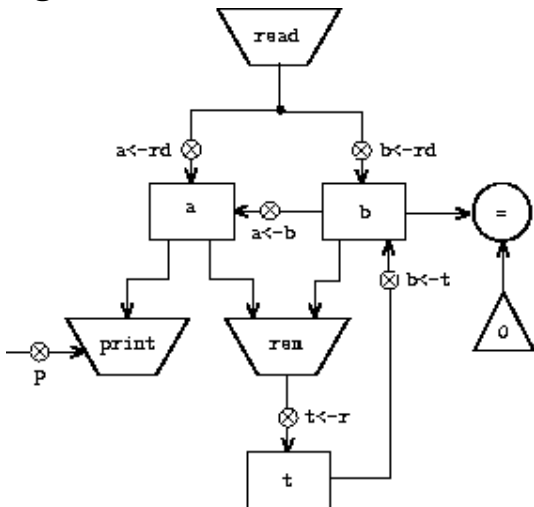 read
a<-rd
b<-rd
a
b
=
a<-b
b<-t
print
rem
0
P
t<-r
t